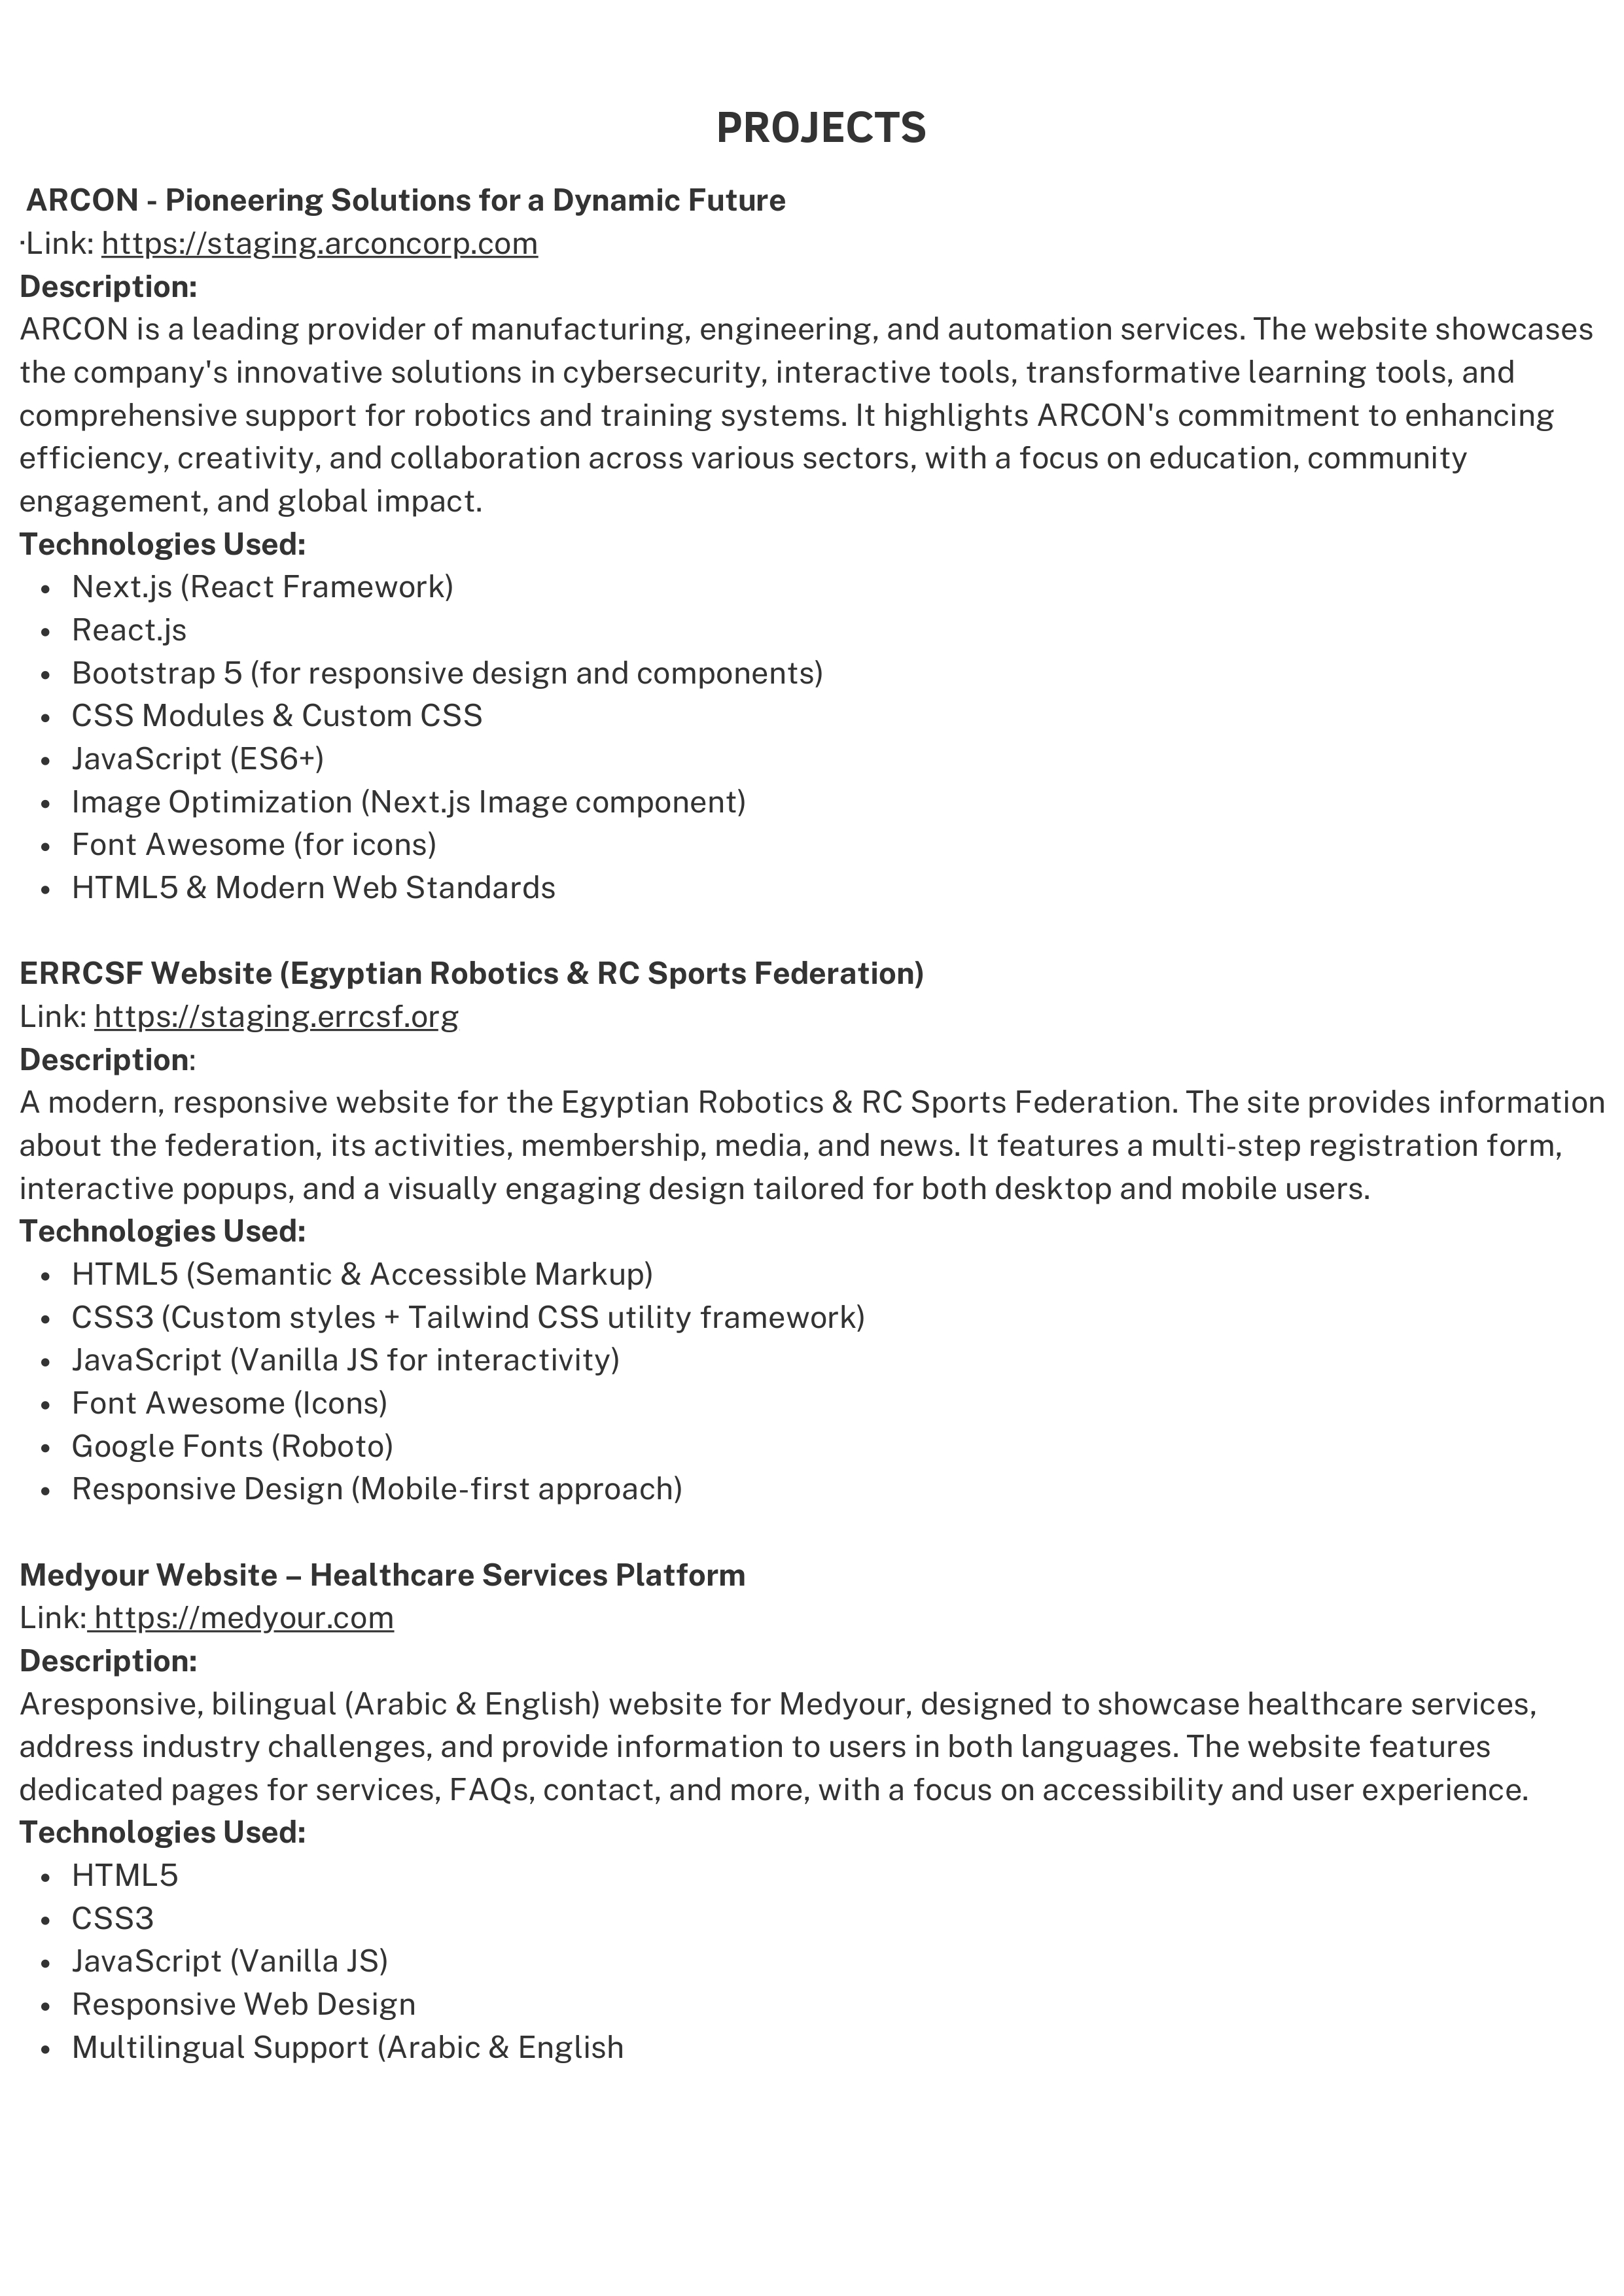 PROJECTS
ARCON - Pioneering Solutions for a Dynamic Future
·Link: https://staging.arconcorp.com
Description:
ARCON is a leading provider of manufacturing, engineering, and automation services. The website showcases
the company's innovative solutions in cybersecurity, interactive tools, transformative learning tools, and
comprehensive support for robotics and training systems. It highlights ARCON's commitment to enhancing
efficiency, creativity, and collaboration across various sectors, with a focus on education, community
engagement, and global impact.
Technologies Used:
• Next.js (React Framework)
• React.js
• Bootstrap 5 (for responsive design and components)
• CSS Modules & Custom CSS
• JavaScript (ES6+)
• Image Optimization (Next.js Image component)
• Font Awesome (for icons)
• HTML5 & Modern Web Standards
ERRCSF Website (Egyptian Robotics & RC Sports Federation)
Link: https://staging.errcsf.org
Description:
A modern, responsive website for the Egyptian Robotics & RC Sports Federation. The site provides information
about the federation, its activities, membership, media, and news. It features a multi-step registration form,
interactive popups, and a visually engaging design tailored for both desktop and mobile users.
Technologies Used:
• HTML5 (Semantic & Accessible Markup)
• CSS3 (Custom styles + Tailwind CSS utility framework)
• JavaScript (Vanilla JS for interactivity)
• Font Awesome (Icons)
• Google Fonts (Roboto)
• Responsive Design (Mobile-first approach)
Medyour Website – Healthcare Services Platform
Link: https://medyour.com
Description:
Aresponsive, bilingual (Arabic & English) website for Medyour, designed to showcase healthcare services,
address industry challenges, and provide information to users in both languages. The website features
dedicated pages for services, FAQs, contact, and more, with a focus on accessibility and user experience.
Technologies Used:
• HTML5
• CSS3
• JavaScript (Vanilla JS)
• Responsive Web Design
• Multilingual Support (Arabic & English